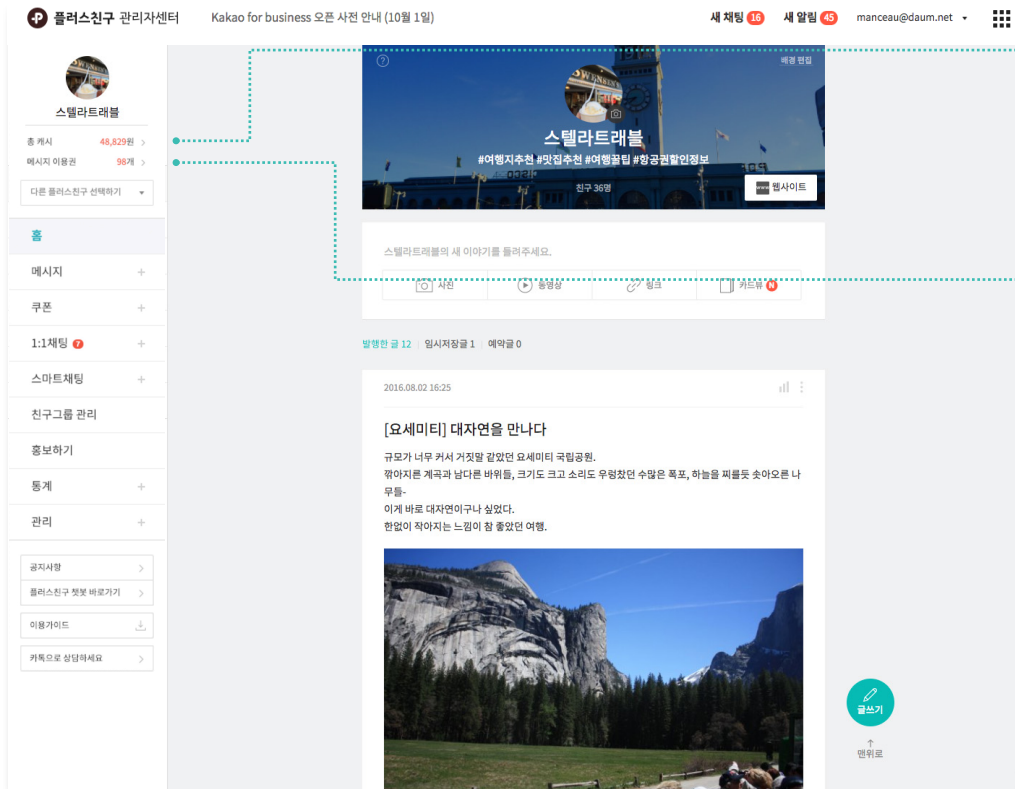 플러스친구 관리자센터
Kakao for business 오픈 사전 안내 (10월 1일)
새 채팅 16
새 알림 45
manceau@daum.net
스텔라트래블
총 캐시 48,829원
메시지 이용권 98개
다른 플러스친구 선택하기
홈
메시지
쿠폰
1:1채팅 7
스마트채팅
친구그룹 관리
홍보하기
통계
관리
공지사항
플러스친구 챗봇 바로가기
이용가이드
카톡으로 상담하세요
배경 편집
스텔라트래블
#여행지추천 #맛집추천 #여행꿀팁 #항공권할인정보
친구 36명
www 웹사이트
스텔라트래블의 새 이야기를 들려주세요.
사진
동영상
링크
카드뷰 N
발행한 글 12
임시저장글 1
예약글 0
2016.08.02 16:25
[요세미티] 대자연을 만나다
규모가 너무 커서 거짓말 같았던 요세미티 국립공원.
깎아지른 계곡과 남다른 바위들, 크기도 크고 소리도 우렁찼던 수많은 폭포, 하늘을 찌를듯 솟아오른 나
무들-
이게 바로 대자연이구나 싶었다.
한없이 작아지는 느낌이 참 좋았던 여행.
글쓰기
맨위로